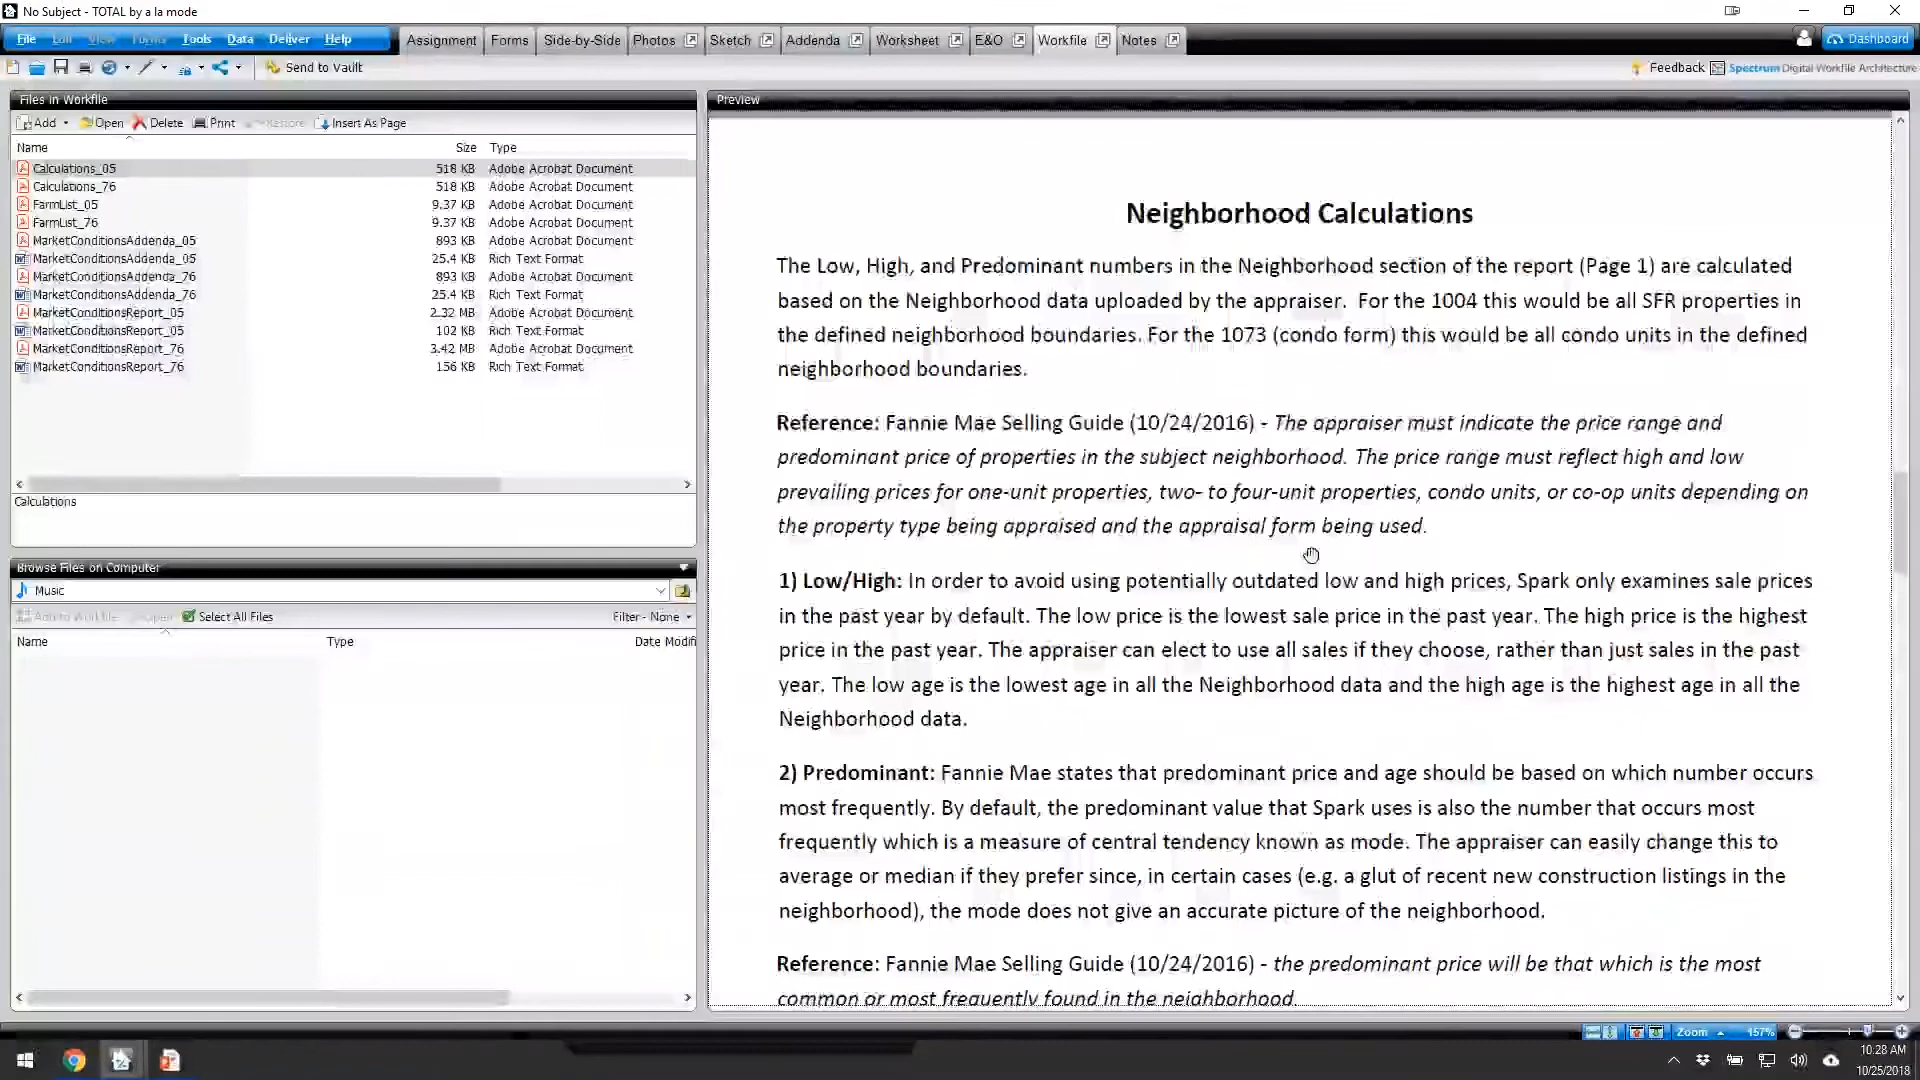 No Subject - TOTAL by a la mode
File Edit View Forms Tools Data Deliver Help
Assignment Forms Side-by-Side Photos Sketch Addenda Worksheet E&O Workfile Notes
Dashboard
Send to Vault
Feedback Spectrum Digital Workfile Architecture
Files in Workfile
Add Open Delete Print Restore Insert As Page
Name Size Type
Calculations_05 518 KB Adobe Acrobat Document
Calculations_76 518 KB Adobe Acrobat Document
FarmList_05 9.37 KB Adobe Acrobat Document
FarmList_76 9.37 KB Adobe Acrobat Document
MarketConditionsAddenda_05 893 KB Adobe Acrobat Document
MarketConditionsAddenda_05 25.4 KB Rich Text Format
MarketConditionsAddenda_76 893 KB Adobe Acrobat Document
MarketConditionsAddenda_76 25.4 KB Rich Text Format
MarketConditionsReport_05 2.32 MB Adobe Acrobat Document
MarketConditionsReport_05 102 KB Rich Text Format
MarketConditionsReport_76 3.42 MB Adobe Acrobat Document
MarketConditionsReport_76 156 KB Rich Text Format
Calculations
Browse Files on Computer
Music
Add to Workfile Select All Files Filter - None
Name Type Date Modifi
Preview
Neighborhood Calculations
The Low, High, and Predominant numbers in the Neighborhood section of the report (Page 1) are calculated
based on the Neighborhood data uploaded by the appraiser. For the 1004 this would be all SFR properties in
the defined neighborhood boundaries. For the 1073 (condo form) this would be all condo units in the defined
neighborhood boundaries.
Reference: Fannie Mae Selling Guide (10/24/2016) - The appraiser must indicate the price range and
predominant price of properties in the subject neighborhood. The price range must reflect high and low
prevailing prices for one-unit properties, two- to four-unit properties, condo units, or co-op units depending on
the property type being appraised and the appraisal form being used.
1) Low/High: In order to avoid using potentially outdated low and high prices, Spark only examines sale prices
in the past year by default. The low price is the lowest sale price in the past year. The high price is the highest
price in the past year. The appraiser can elect to use all sales if they choose, rather than just sales in the past
year. The low age is the lowest age in all the Neighborhood data and the high age is the highest age in all the
Neighborhood data.
2) Predominant: Fannie Mae states that predominant price and age should be based on which number occurs
most frequently. By default, the predominant value that Spark uses is also the number that occurs most
frequently which is a measure of central tendency known as mode. The appraiser can easily change this to
average or median if they prefer since, in certain cases (e.g. a glut of recent new construction listings in the
neighborhood), the mode does not give an accurate picture of the neighborhood.
Reference: Fannie Mae Selling Guide (10/24/2016) - the predominant price will be that which is the most
common or most frequently found in the neighborhood.
Zoom 157%
10:28 AM
10/25/2018